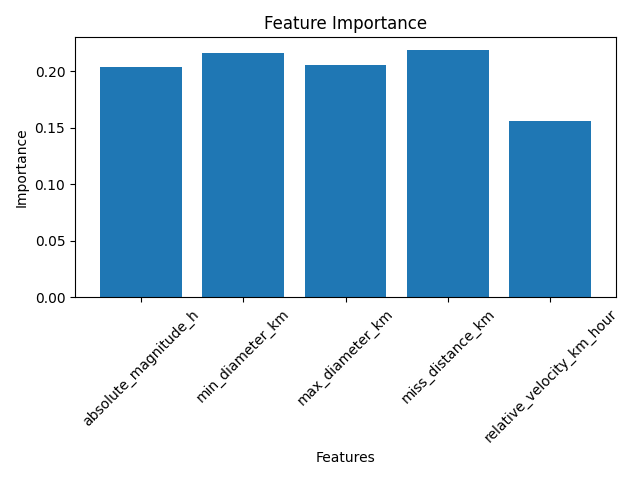 Feature Importance
Importance
0.20
0.15
0.10
0.05
0.00
absolute_magnitude_h
min_diameter_km
max_diameter_km
miss_distance_km
relative_velocity_km_hour
Features